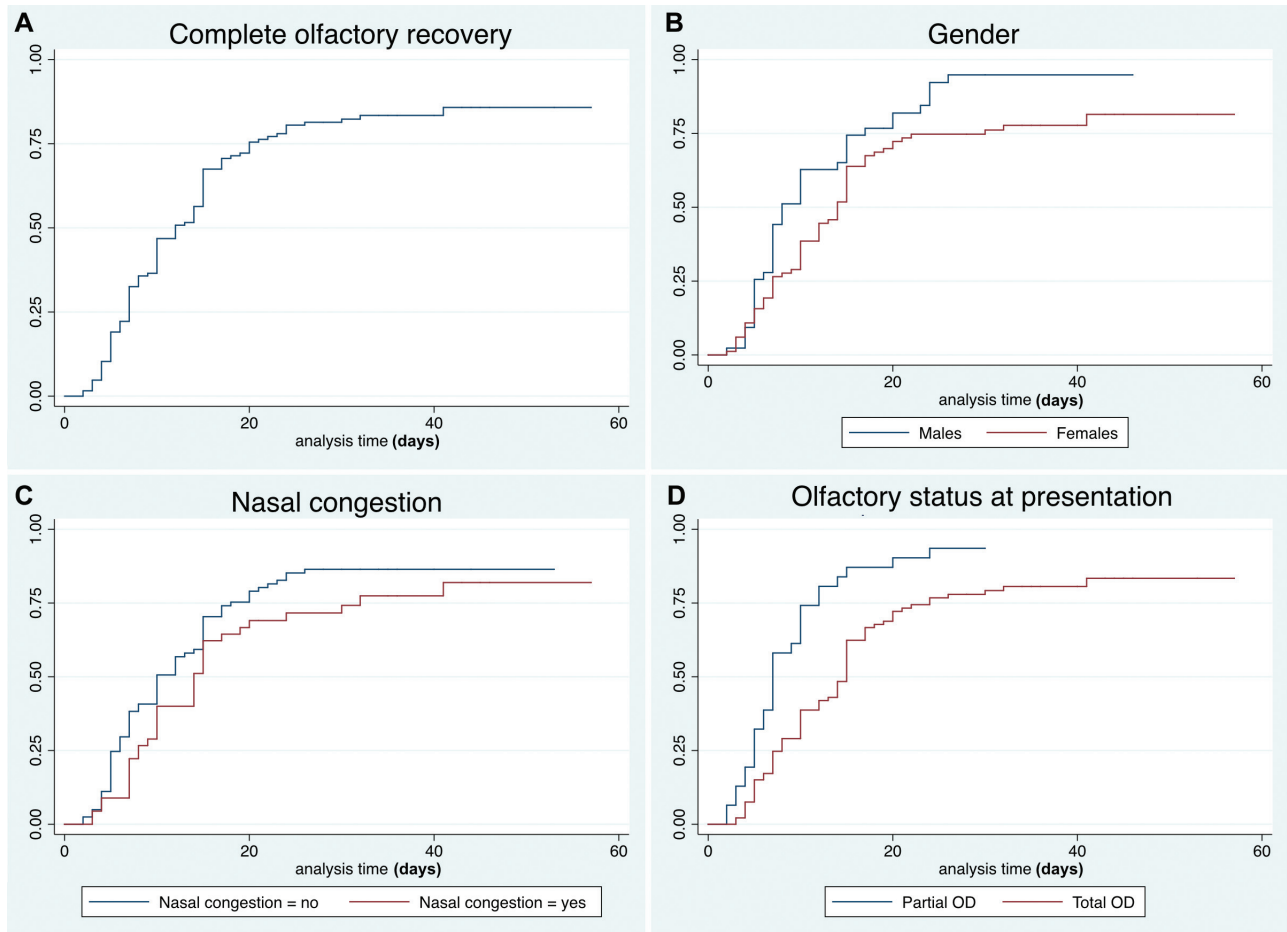 A
Complete olfactory recovery
1.00
0.75
0.50
0.25
0.00
0 20 40 60
analysis time (days)
B
Gender
1.00
0.75
0.50
0.25
0.00
0 20 40 60
analysis time (days)
Males Females
C
Nasal congestion
1.00
0.75
0.50
0.25
0.00
0 20 40 60
analysis time (days)
Nasal congestion = no Nasal congestion = yes
D
Olfactory status at presentation
1.00
0.75
0.50
0.25
0.00
0 20 40 60
analysis time (days)
Partial OD Total OD